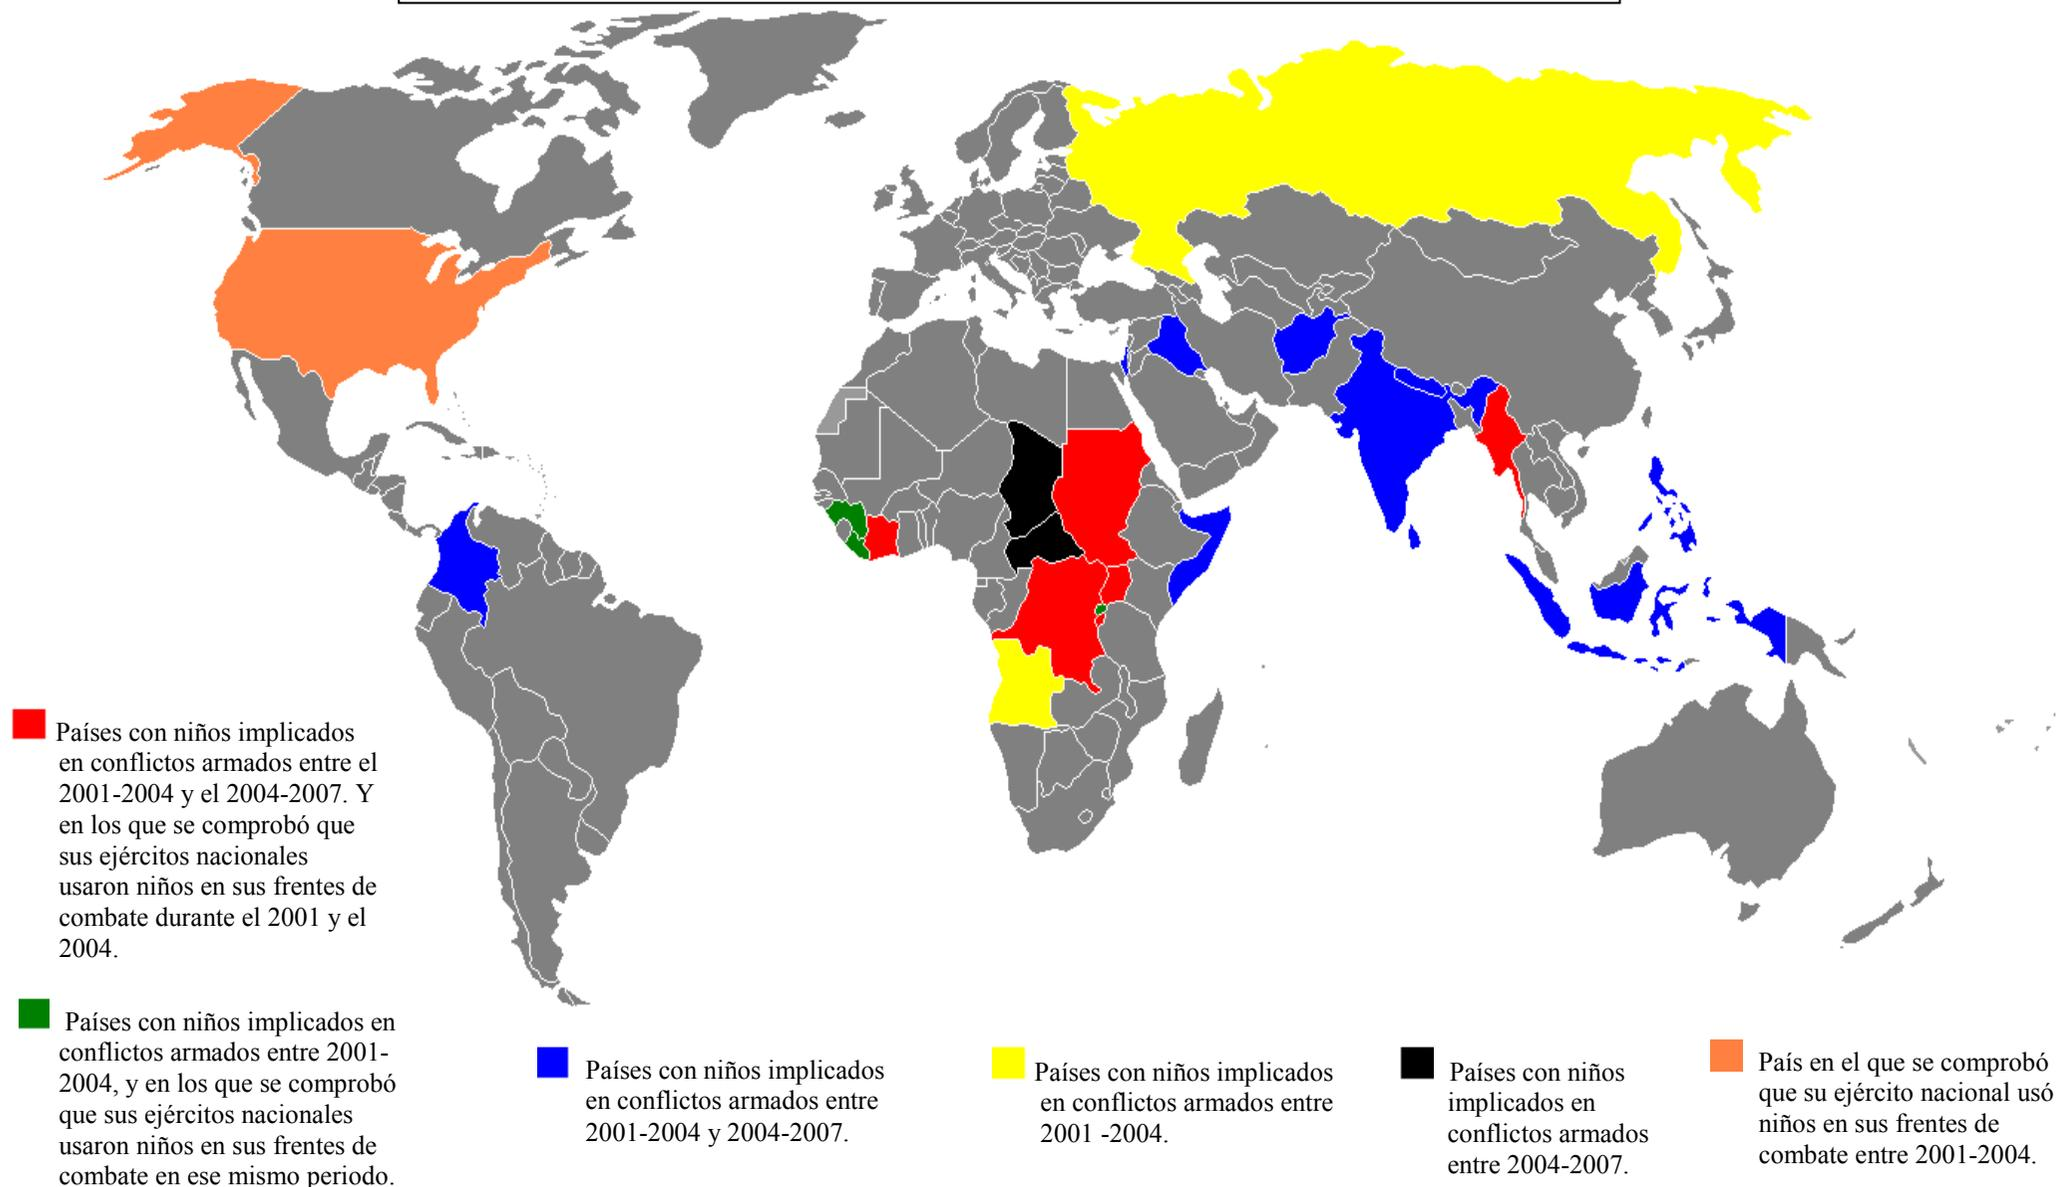 Países con niños implicados
en conflictos armados entre el
2001-2004 y el 2004-2007. Y
en los que se comprobó que
sus ejércitos nacionales
usaron niños en sus frentes de
combate durante el 2001 y el
2004.
Países con niños implicados en
conflictos armados entre 2001-
2004, y en los que se comprobó
que sus ejércitos nacionales
usaron niños en sus frentes de
combate en ese mismo periodo.
Países con niños implicados
en conflictos armados entre
2001-2004 y 2004-2007.
Países con niños implicados
en conflictos armados entre
2001 -2004.
Países con niños
implicados en
conflictos armados
entre 2004-2007.
País en el que se comprobó
que su ejército nacional usó
niños en sus frentes de
combate entre 2001-2004.